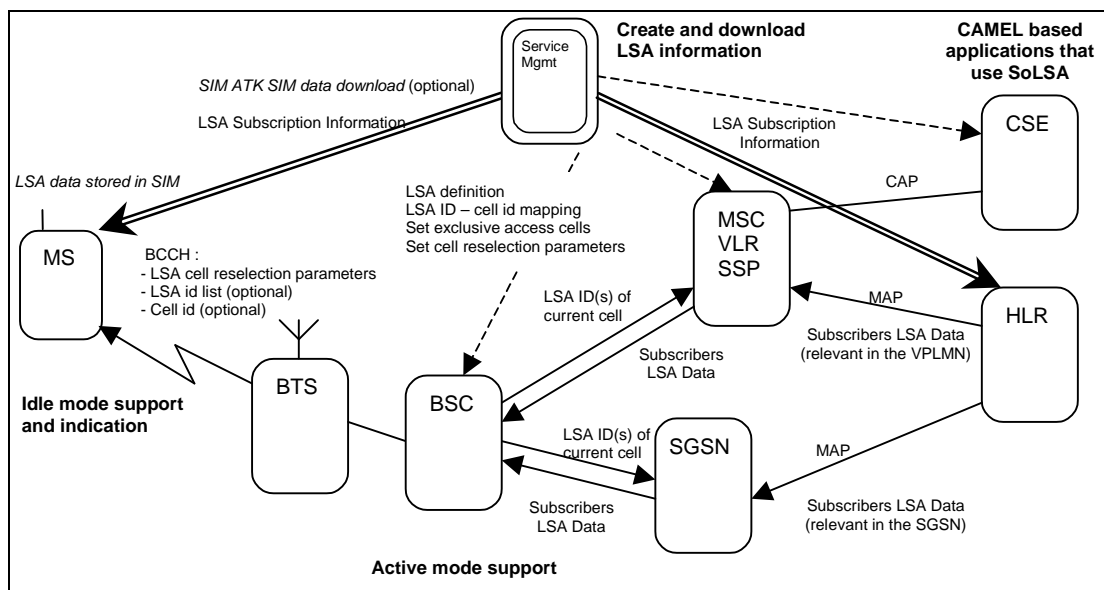 Service
Mgmt
Create and download
LSA information
CAMEL based
applications that
use SoLSA
SIM ATK SIM data download (optional)
LSA Subscription Information
LSA Subscription
Information
CSE
LSA data stored in SIM
CAP
LSA definition
LSA ID – cell id mapping
Set exclusive access cells
Set cell reselection parameters
MSC
VLR
SSP
MS
BCCH :
- LSA cell reselection parameters
- LSA id list (optional)
- Cell id (optional)
LSA ID(s) of
current cell
MAP
HLR
Subscribers LSA Data
(relevant in the VPLMN)
Subscribers
LSA Data
BTS
BSC
Idle mode support
and indication
LSA ID(s) of
current cell
SGSN
MAP
Subscribers
LSA Data
Subscribers LSA Data
(relevant in the SGSN)
Active mode support